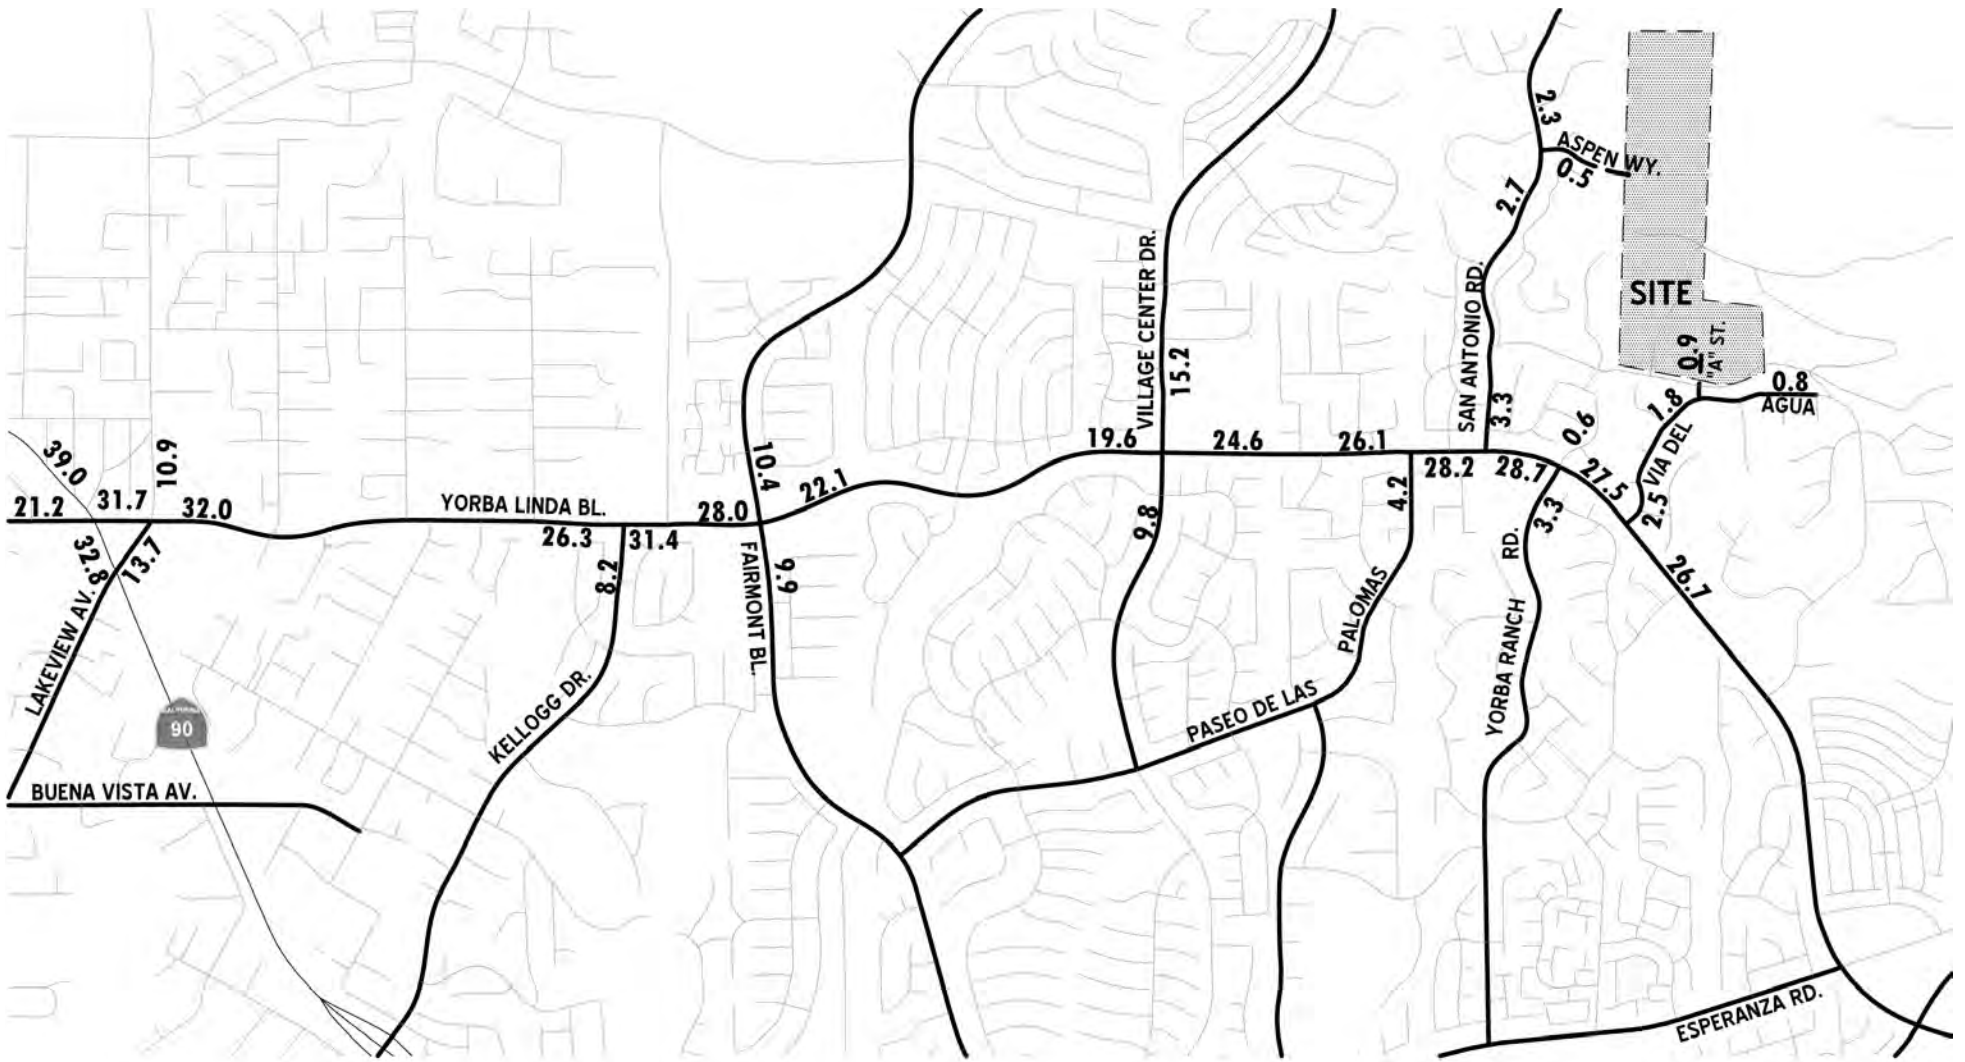 2.3
ASPEN WY.
0.5
2.7
SITE
"A" ST.
0.9
0.8
AGUA
1.8
VIA DEL
2.5
VILLAGE CENTER DR.
15.2
SAN ANTONIO RD.
3.3
0.6
39.0
10.9
10.4
22.1
19.6
24.6
26.1
28.2
28.7
27.5
21.2
31.7
32.0
YORBA LINDA BL.
28.0
26.3
31.4
4.2
3.3
9.8
32.8
13.7
8.2
FAIRMONT BL.
9.9
26.7
LAKEVIEW AV.
PALOMAS
YORBA RANCH RD.
90
KELLOGG DR.
PASEO DE LAS
BUENA VISTA AV.
ESPERANZA RD.